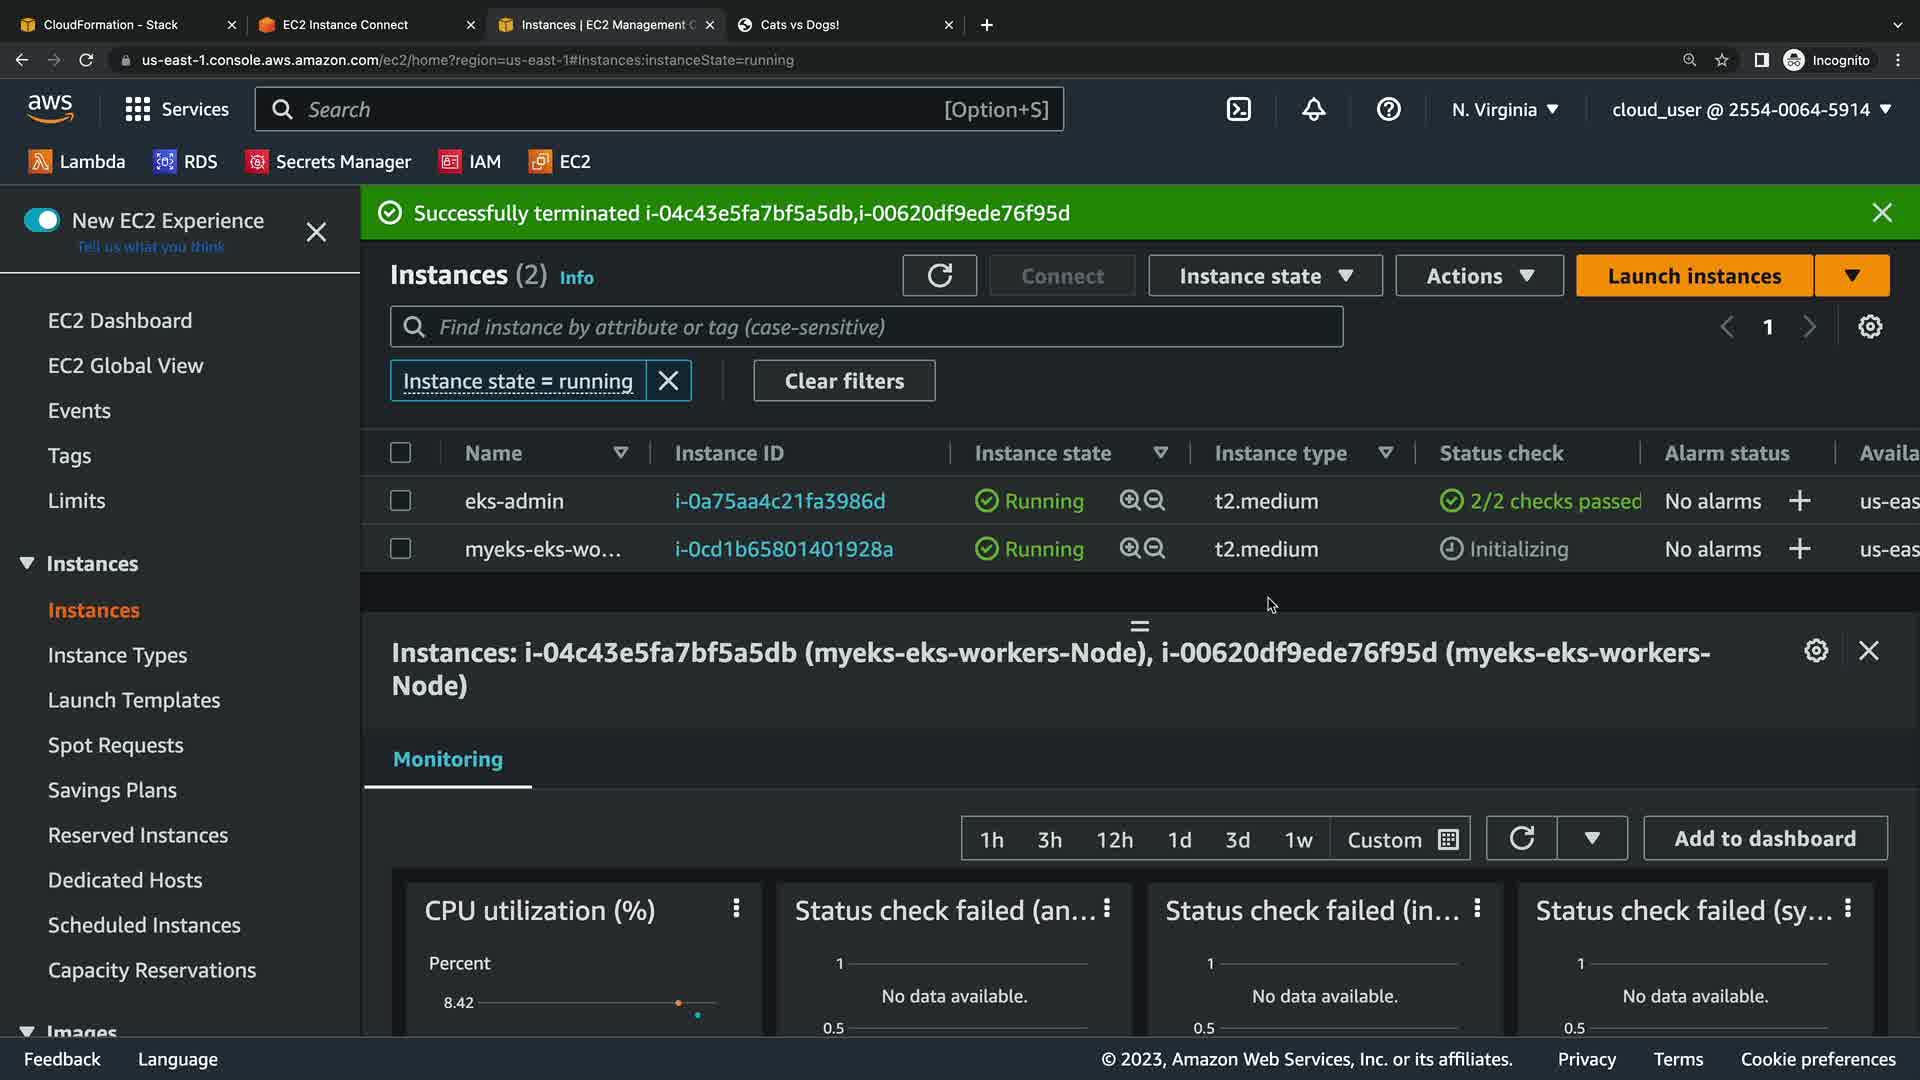 CloudFormation - Stack
EC2 Instance Connect
Instances | EC2 Management C
Cats vs Dogs!
us-east-1.console.aws.amazon.com/ec2/home?region=us-east-1#Instances:instanceState=running
Incognito
aws
Services
Search
[Option+S]
N. Virginia
cloud_user @ 2554-0064-5914
Lambda
RDS
Secrets Manager
IAM
EC2
New EC2 Experience
Tell us what you think
EC2 Dashboard
EC2 Global View
Events
Tags
Limits
Instances
Instances
Instance Types
Launch Templates
Spot Requests
Savings Plans
Reserved Instances
Dedicated Hosts
Scheduled Instances
Capacity Reservations
Images
Successfully terminated i-04c43e5fa7bf5a5db,i-00620df9ede76f95d
Instances (2) Info
Connect
Instance state
Actions
Launch instances
Find instance by attribute or tag (case-sensitive)
1
Instance state = running
Clear filters
Name Instance ID Instance state Instance type Status check Alarm status Availa
eks-admin i-0a75aa4c21fa3986d Running t2.medium 2/2 checks passed No alarms us-eas
myeks-eks-wo... i-0cd1b65801401928a Running t2.medium Initializing No alarms us-eas
Instances: i-04c43e5fa7bf5a5db (myeks-eks-workers-Node), i-00620df9ede76f95d (myeks-eks-workers-
Node)
Monitoring
1h 3h 12h 1d 3d 1w Custom
Add to dashboard
CPU utilization (%)
Percent
8.42
Status check failed (an...
1
No data available.
0.5
Status check failed (in...
1
No data available.
0.5
Status check failed (sy...
1
No data available.
0.5
Feedback
Language
© 2023, Amazon Web Services, Inc. or its affiliates.
Privacy
Terms
Cookie preferences